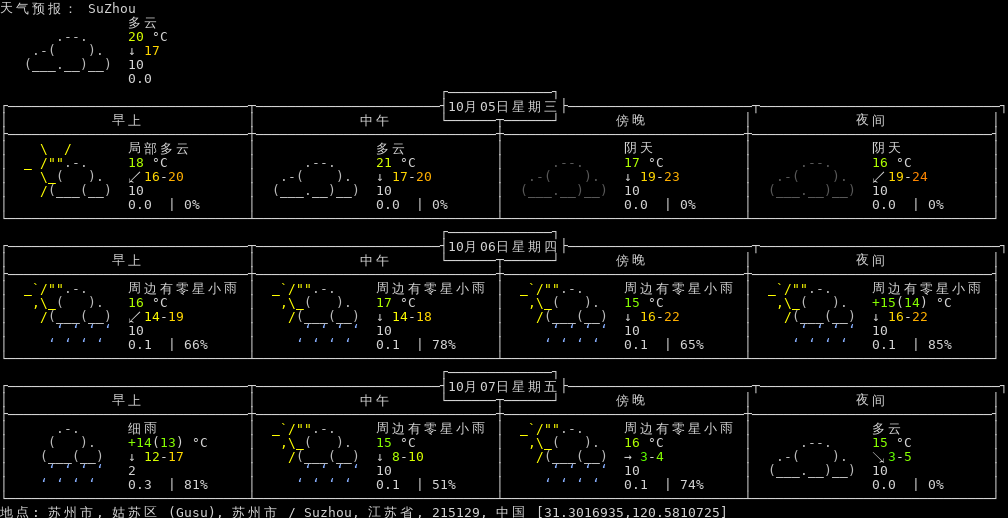 天气预报： SuZhou
多云
20 °C
↓ 17
10
0.0
10月05日星期三
早上 中午 傍晚 夜间
局部多云 多云 阴天 阴天
18 °C 21 °C 17 °C 16 °C
↙ 16-20 ↓ 17-20 ↓ 19-23 ↙ 19-24
10 10 10 10
0.0 | 0% 0.0 | 0% 0.0 | 0% 0.0 | 0%
10月06日星期四
早上 中午 傍晚 夜间
周边有零星小雨 周边有零星小雨 周边有零星小雨 周边有零星小雨
16 °C 17 °C 15 °C +15(14) °C
↙ 14-19 ↓ 14-18 ↓ 16-22 ↓ 16-22
10 10 10 10
0.1 | 66% 0.1 | 78% 0.1 | 65% 0.1 | 85%
10月07日星期五
早上 中午 傍晚 夜间
细雨 周边有零星小雨 周边有零星小雨 多云
+14(13) °C 15 °C 16 °C 15 °C
↓ 12-17 ↓ 8-10 → 3-4 ↘ 3-5
2 10 10 10
0.3 | 81% 0.1 | 51% 0.1 | 74% 0.0 | 0%
地点: 苏州市, 姑苏区 (Gusu), 苏州市 / Suzhou, 江苏省, 215129, 中国 [31.3016935,120.5810725]